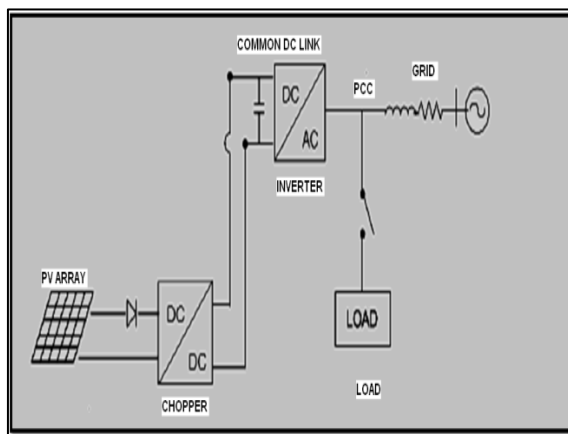 COMMON DC LINK
GRID
PCC
DC
AC
INVERTER
PV ARRAY
DC
DC
CHOPPER
LOAD
LOAD